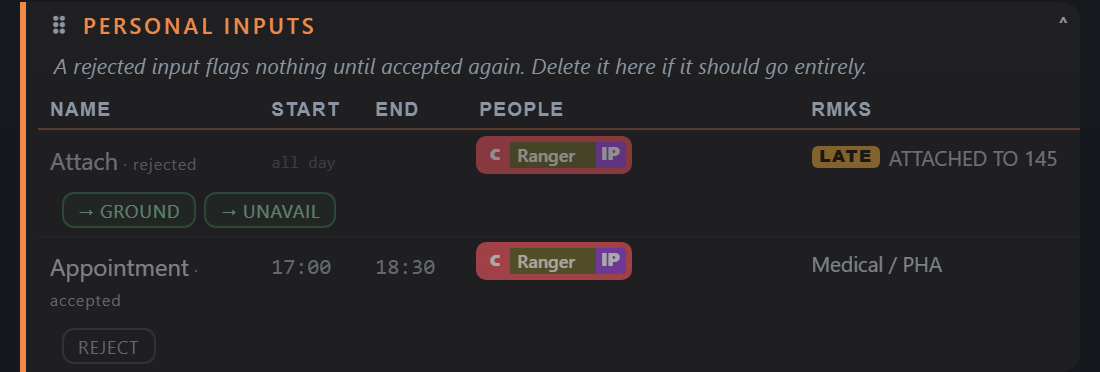 PERSONAL INPUTS ^
A rejected input flags nothing until accepted again. Delete it here if it should go entirely.
NAME START END PEOPLE RMKS
Attach · rejected all day C Ranger IP LATE ATTACHED TO 145
→ GROUND → UNAVAIL
Appointment · 17:00 18:30 C Ranger IP Medical / PHA
accepted
REJECT